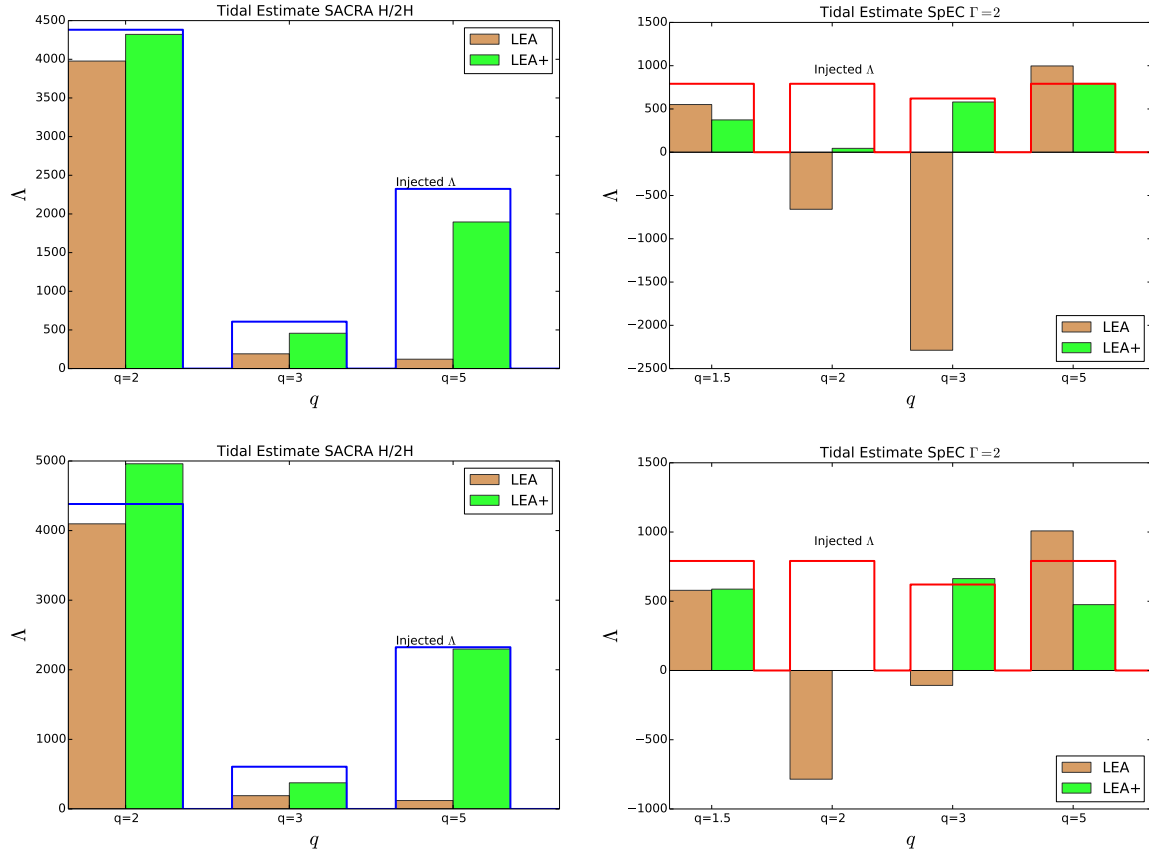 Tidal Estimate SACRA H/2H
4500
4000
3500
3000
2500
2000
1500
1000
500
0
Λ
LEA
LEA+
Injected Λ
q=2
q=3
q=5
q
Tidal Estimate SpEC Γ=2
1500
1000
500
0
−500
−1000
−1500
−2000
−2500
Λ
Injected Λ
LEA
LEA+
q=1.5
q=2
q=3
q=5
q
Tidal Estimate SACRA H/2H
5000
4000
3000
2000
1000
0
Λ
LEA
LEA+
Injected Λ
q=2
q=3
q=5
q
Tidal Estimate SpEC Γ=2
1500
1000
500
0
−500
−1000
Λ
Injected Λ
LEA
LEA+
q=1.5
q=2
q=3
q=5
q